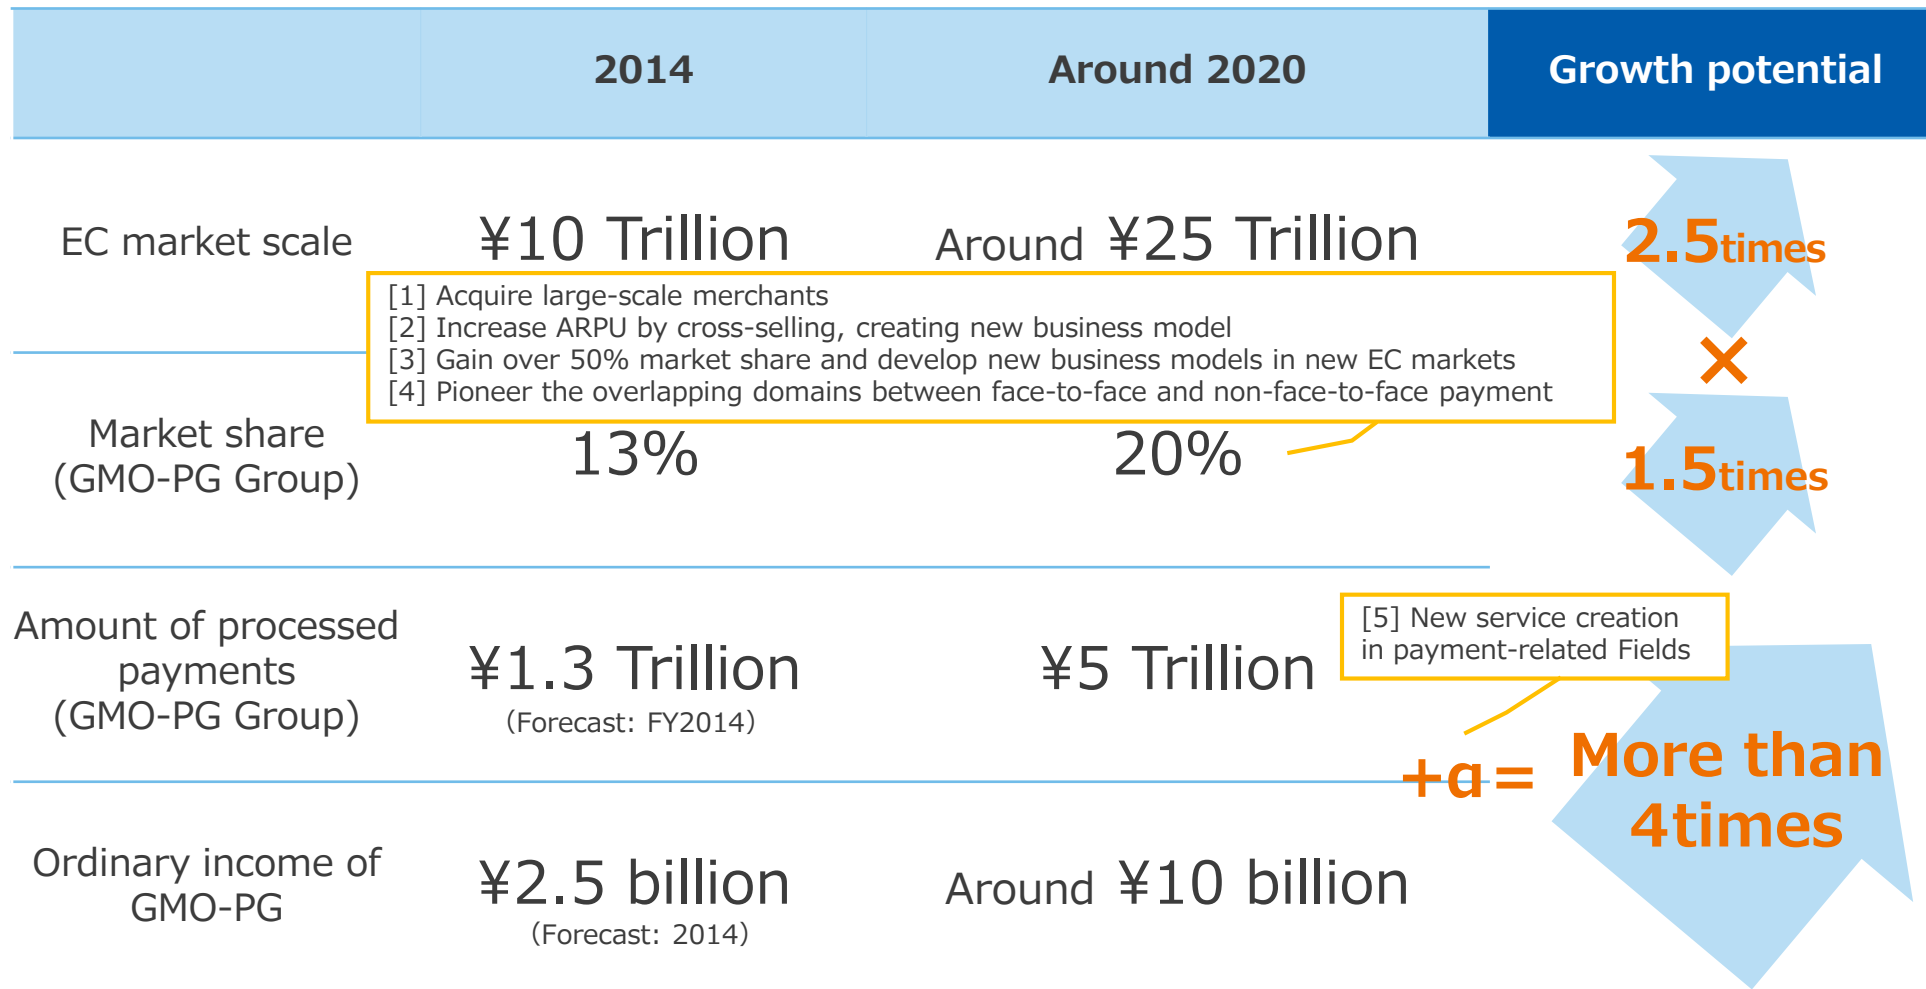 2014
Around 2020
Growth potential
EC market scale
¥10 Trillion
Around ¥25 Trillion
2.5times
[1] Acquire large-scale merchants
[2] Increase ARPU by cross-selling, creating new business model
[3] Gain over 50% market share and develop new business models in new EC markets
[4] Pioneer the overlapping domains between face-to-face and non-face-to-face payment
×
Market share
(GMO-PG Group)
13%
20%
1.5times
Amount of processed
payments
(GMO-PG Group)
¥1.3 Trillion
(Forecast: FY2014)
¥5 Trillion
[5] New service creation
in payment-related Fields
+α=
More than
4times
Ordinary income of
GMO-PG
¥2.5 billion
(Forecast: 2014)
Around ¥10 billion